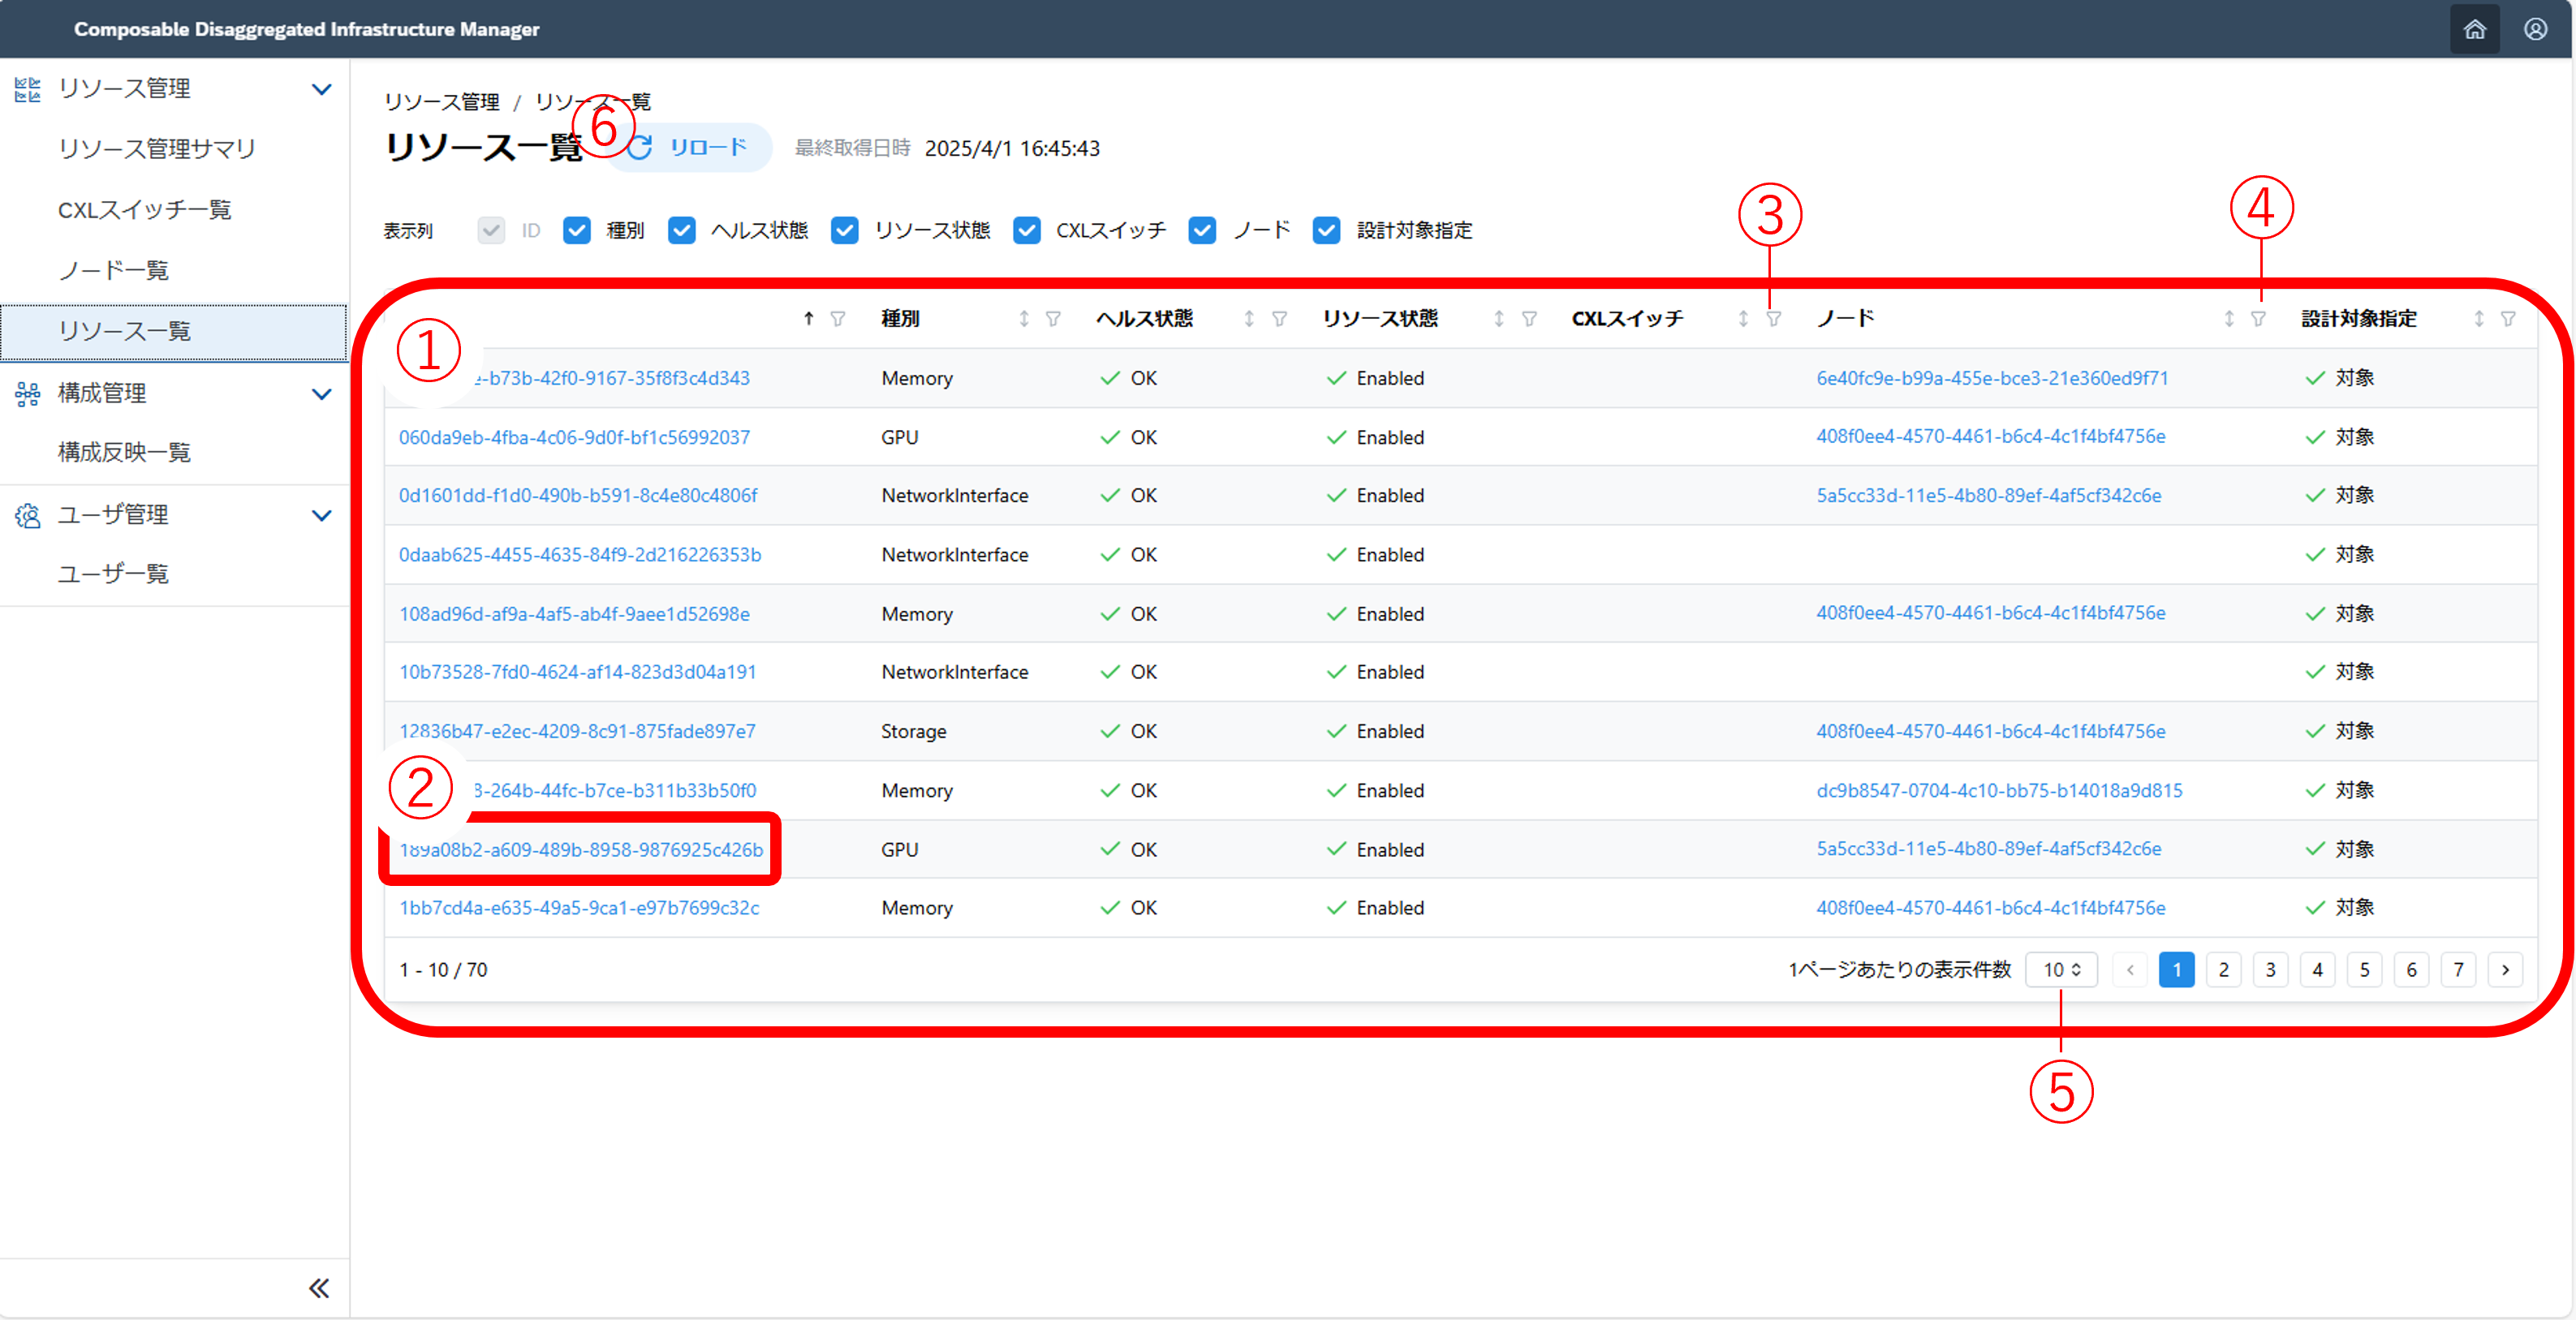 Composable Disaggregated Infrastructure Manager
リソース管理
リソース管理サマリ
CXLスイッチ一覧
ノード一覧
リソース一覧
構成管理
構成反映一覧
ユーザ管理
ユーザ一覧
リソース管理 / リソース一覧
リソース一覧 ⑥ リロード 最終取得日時 2025/4/1 16:45:43
表示列 ID 種別 ヘルス状態 リソース状態 CXLスイッチ ノード 設計対象指定
③ ④
種別 ヘルス状態 リソース状態 CXLスイッチ ノード 設計対象指定
①
-b73b-42f0-9167-35f8f3c4d343 Memory OK Enabled 6e40fc9e-b99a-455e-bce3-21e360ed9f71 対象
060da9eb-4fba-4c06-9d0f-bf1c56992037 GPU OK Enabled 408f0ee4-4570-4461-b6c4-4c1f4bf4756e 対象
0d1601dd-f1d0-490b-b591-8c4e80c4806f NetworkInterface OK Enabled 5a5cc33d-11e5-4b80-89ef-4af5cf342c6e 対象
0daab625-4455-4635-84f9-2d216226353b NetworkInterface OK Enabled 対象
108ad96d-af9a-4af5-ab4f-9aee1d52698e Memory OK Enabled 408f0ee4-4570-4461-b6c4-4c1f4bf4756e 対象
10b73528-7fd0-4624-af14-823d3d04a191 NetworkInterface OK Enabled 対象
12836b47-e2ec-4209-8c91-875fade897e7 Storage OK Enabled 408f0ee4-4570-4461-b6c4-4c1f4bf4756e 対象
②
-264b-44fc-b7ce-b311b33b50f0 Memory OK Enabled dc9b8547-0704-4c10-bb75-b14018a9d815 対象
189a08b2-a609-489b-8958-9876925c426b GPU OK Enabled 5a5cc33d-11e5-4b80-89ef-4af5cf342c6e 対象
1bb7cd4a-e635-49a5-9ca1-e97b7699c32c Memory OK Enabled 408f0ee4-4570-4461-b6c4-4c1f4bf4756e 対象
1 - 10 / 70 1ページあたりの表示件数 10 1 2 3 4 5 6 7
⑤